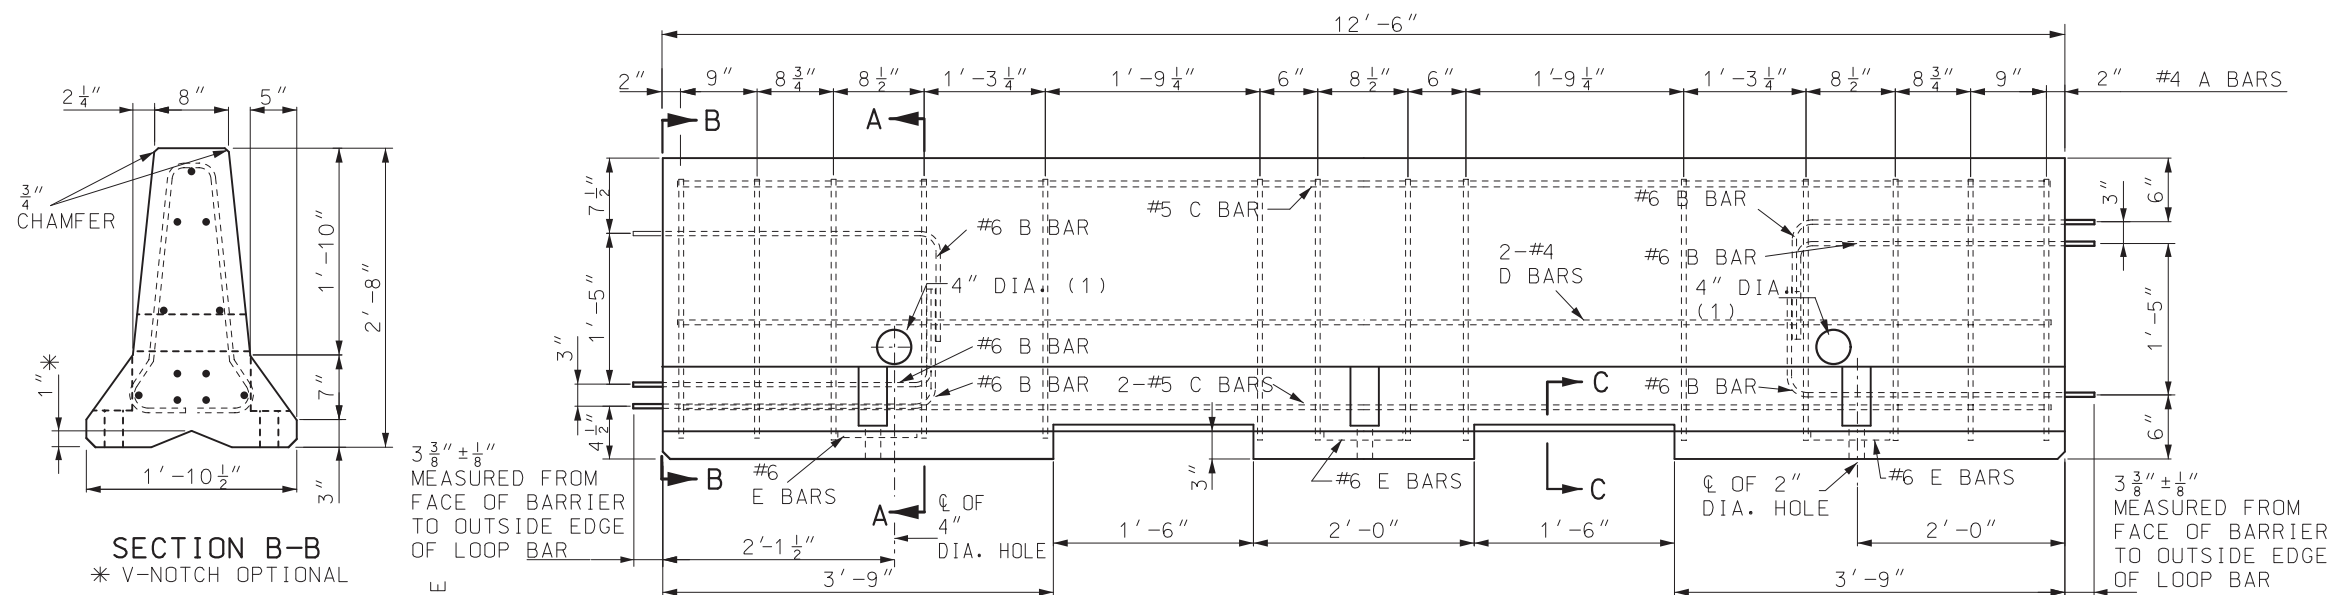 12'-6"
2" 9" 8 3/4" 8 1/2" 1'-3 1/4" 1'-9 1/4" 6" 8 1/2" 6" 1'-9 1/4" 1'-3 1/4" 8 1/2" 8 3/4" 9" 2" #4 A BARS
2 1/4" 8" 5"
B A
3/4"
CHAMFER
1'-10"
2'-8"
1"*
7"
3"
1'-10 1/2"
SECTION B-B
* V-NOTCH OPTIONAL
7 1/2"
1'-5"
3"
4 1/2"
#5 C BAR
#6 B BAR
#6 B BAR
#6 B BAR
2-#4
D BARS
4" DIA. (1)
4" DIA.
(1)
#6 B BAR
#6 B BAR
2-#5 C BARS
#6 B BAR
C
C
6"
3"
1'-5"
6"
3 3/8"±1/8"
MEASURED FROM
FACE OF BARRIER
TO OUTSIDE EDGE
OF LOOP BAR
E
B
#6
E BARS
A
℄ OF
4"
DIA. HOLE
3"
#6 E BARS
℄ OF 2"
DIA. HOLE
#6 E BARS
3 3/8"±1/8"
MEASURED FROM
FACE OF BARRIER
TO OUTSIDE EDGE
OF LOOP BAR
2'-1 1/2"
1'-6" 2'-0" 1'-6" 2'-0"
3'-9" 3'-9"